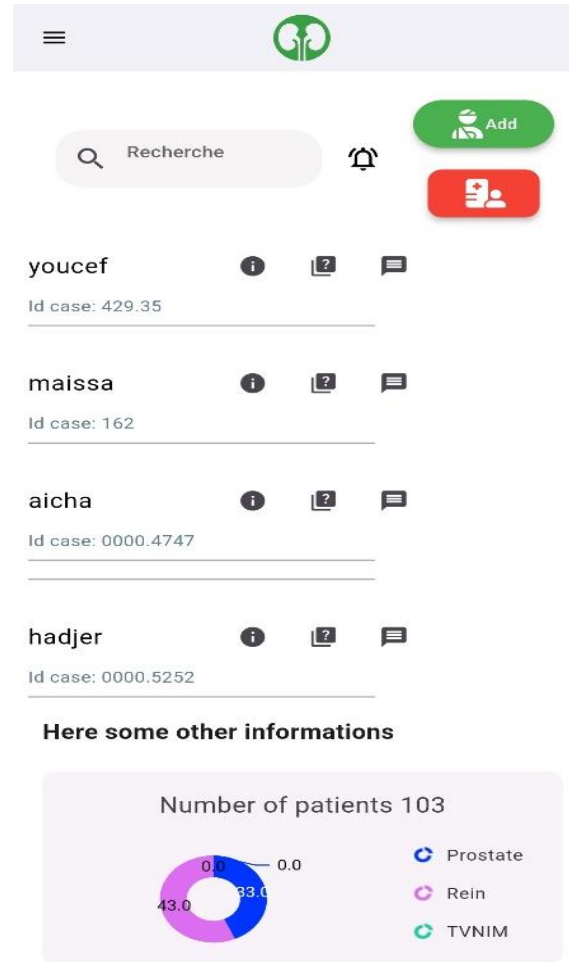 Recherche
Add
youcef
Id case: 429.35
maissa
Id case: 162
aicha
Id case: 0000.4747
hadjer
Id case: 0000.5252
Here some other informations
Number of patients 103
0.0
0.0
33.0
43.0
Prostate
Rein
TVNIM